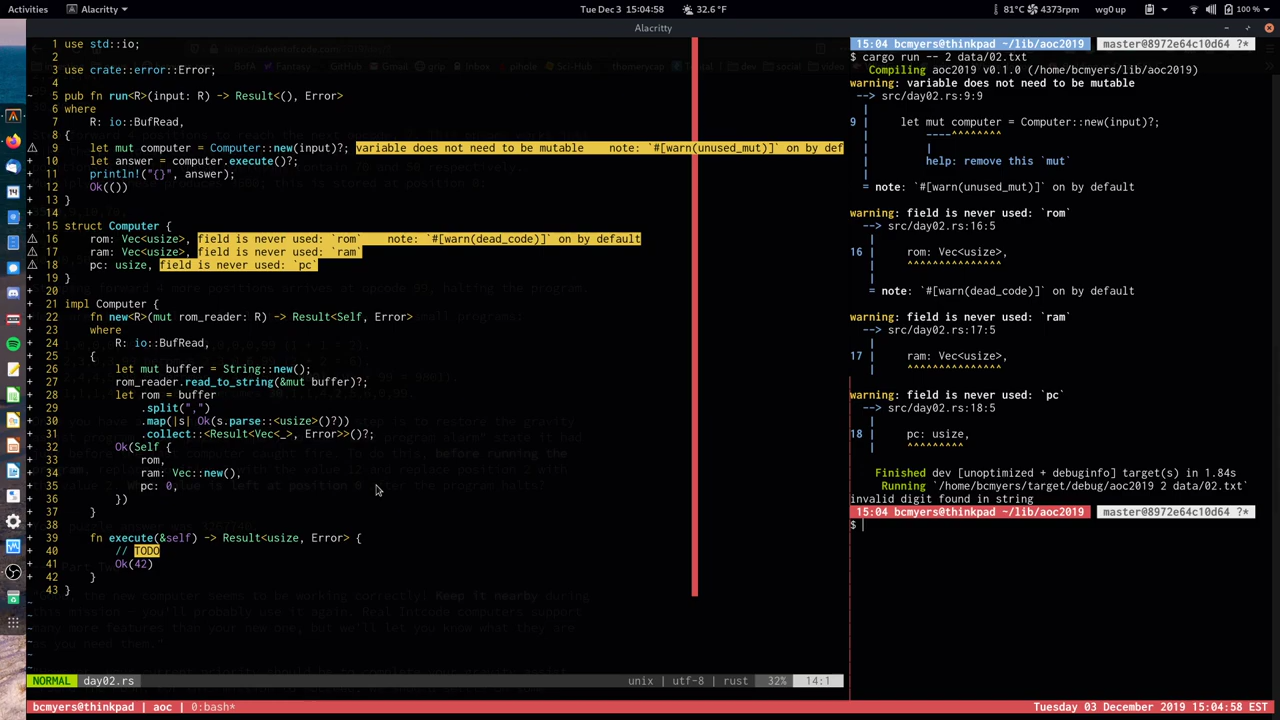 Activities
Alacritty
Tue Dec 3 15:04:58
32.6 °F
81°C
4373rpm
wg0 up
100 %
Alacritty
1 use std::io;
2
3 use crate::error::Error;
4
5 pub fn run<R>(input: R) -> Result<(), Error>
6 where
7 R: io::BufRead,
8 {
9 let mut computer = Computer::new(input)?; variable does not need to be mutable note: `#[warn(unused_mut)]` on by def
10 let answer = computer.execute()?;
11 println!("{}", answer);
12 Ok(())
13 }
14
15 struct Computer {
16 rom: Vec<usize>, field is never used: `rom` note: `#[warn(dead_code)]` on by default
17 ram: Vec<usize>, field is never used: `ram`
18 pc: usize, field is never used: `pc`
19 }
20
21 impl Computer {
22 fn new<R>(mut rom_reader: R) -> Result<Self, Error>
23 where
24 R: io::BufRead,
25 {
26 let mut buffer = String::new();
27 rom_reader.read_to_string(&mut buffer)?;
28 let rom = buffer
29 .split(",")
30 .map(|s| Ok(s.parse::<usize>()?))
31 .collect::<Result<Vec<_>, Error>>()?;
32 Ok(Self {
33 rom,
34 ram: Vec::new(),
35 pc: 0,
36 })
37 }
38
39 fn execute(&self) -> Result<usize, Error> {
40 // TODO
41 Ok(42)
42 }
43 }
NORMAL day02.rs unix | utf-8 | rust 32% 14:1
15:04 bcmyers@thinkpad ~/lib/aoc2019 master@8972e64c10d64 ?*
$ cargo run -- 2 data/02.txt
Compiling aoc2019 v0.1.0 (/home/bcmyers/lib/aoc2019)
warning: variable does not need to be mutable
--> src/day02.rs:9:9
|
9 | let mut computer = Computer::new(input)?;
| ----^^^^^^^^
| |
| help: remove this `mut`
|
= note: `#[warn(unused_mut)]` on by default
warning: field is never used: `rom`
--> src/day02.rs:16:5
|
16 | rom: Vec<usize>,
| ^^^^^^^^^^^^^^^
|
= note: `#[warn(dead_code)]` on by default
warning: field is never used: `ram`
--> src/day02.rs:17:5
|
17 | ram: Vec<usize>,
| ^^^^^^^^^^^^^^^
warning: field is never used: `pc`
--> src/day02.rs:18:5
|
18 | pc: usize,
| ^^^^^^^^^
Finished dev [unoptimized + debuginfo] target(s) in 1.84s
Running `/home/bcmyers/target/debug/aoc2019 2 data/02.txt`
invalid digit found in string
15:04 bcmyers@thinkpad ~/lib/aoc2019 master@8972e64c10d64 ?*
$
bcmyers@thinkpad | aoc | 0:bash* Tuesday 03 December 2019 15:04:58 EST